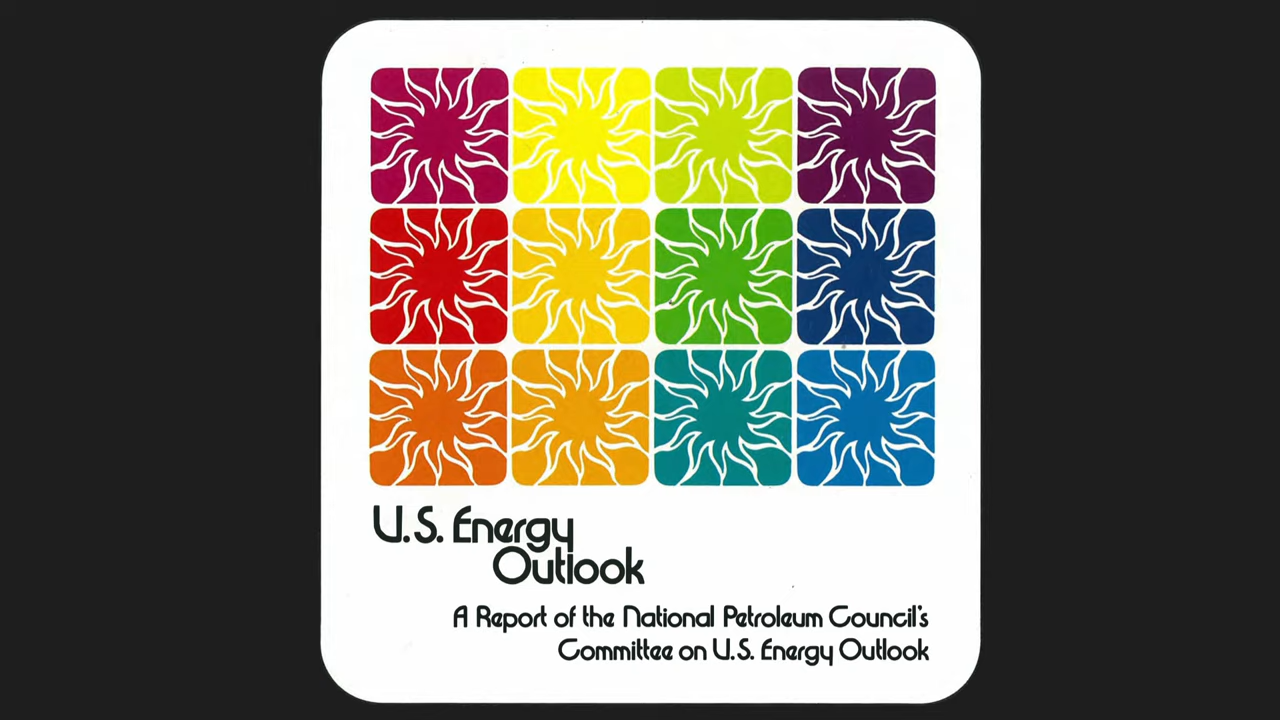 U.S. Energy
Outlook
A Report of the National Petroleum Council's
Committee on U.S. Energy Outlook